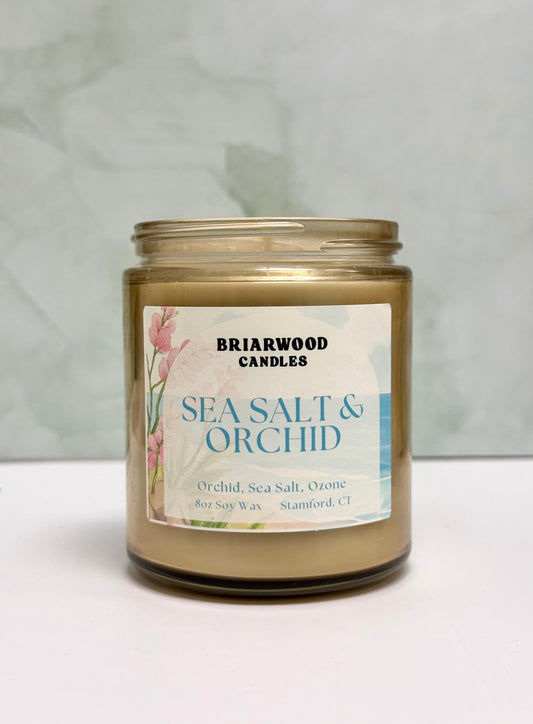 BRIARWOOD
CANDLES
SEA SALT &
ORCHID
Orchid, Sea Salt, Ozone
8oz Soy Wax Stamford, CT